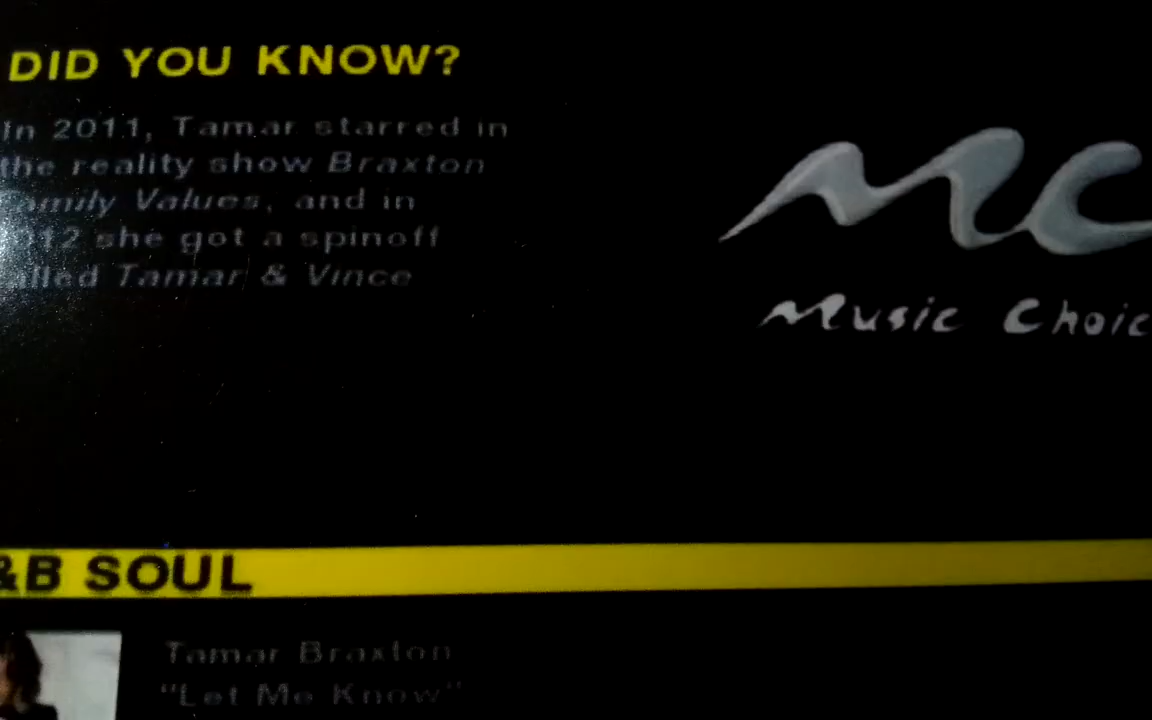 DID YOU KNOW?
In 2011, Tamar starred in
the reality show Braxton
Family Values, and in
2012 she got a spinoff
called Tamar & Vince
MC
Music Choic
&B SOUL
Tamar Braxton
"Let Me Know"